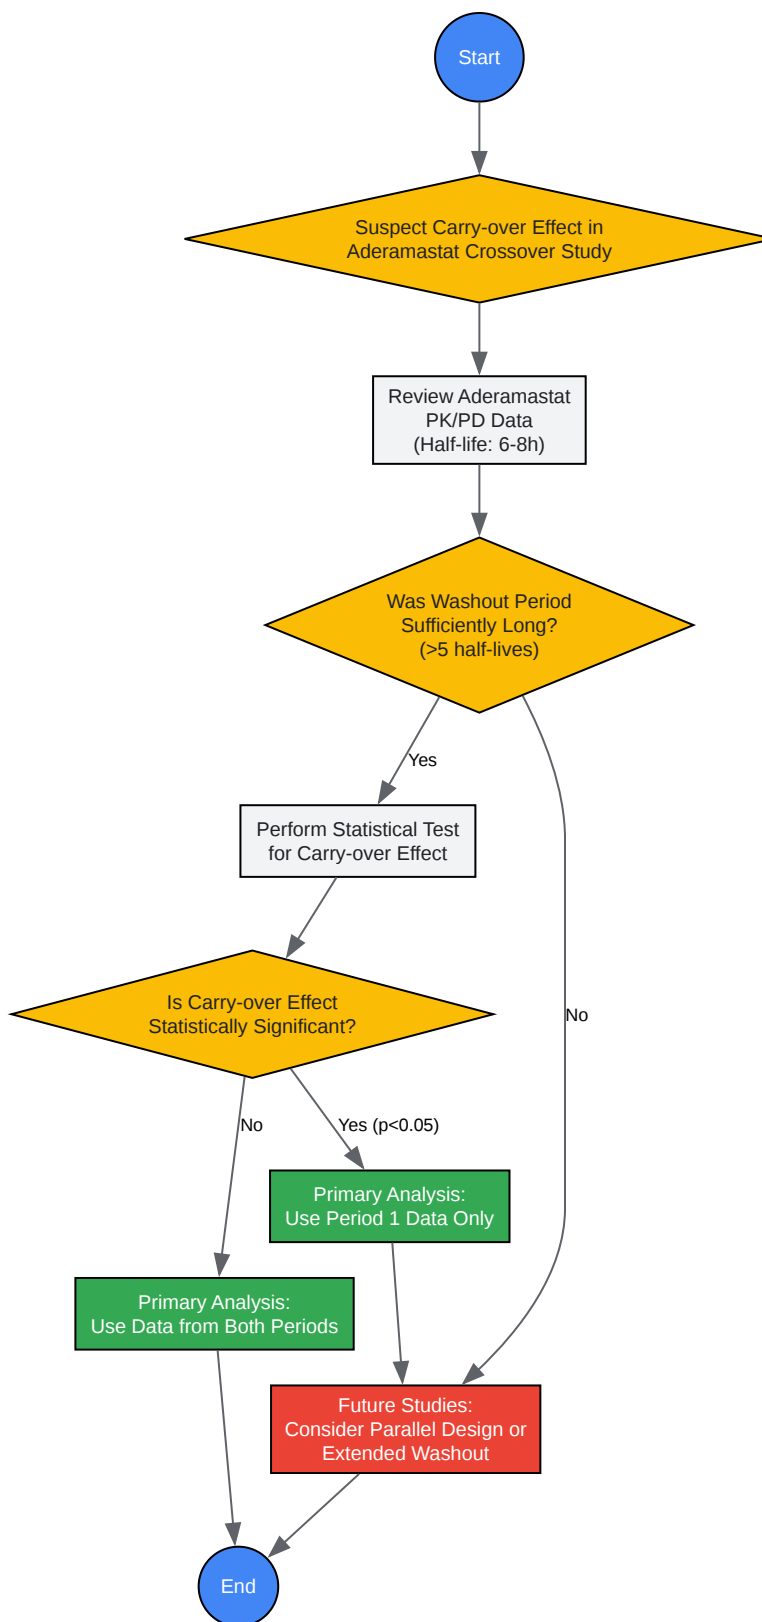 Start
Suspect Carry-over Effect in
Aderamastat Crossover Study
Review Aderamastat
PK/PD Data
(Half-life: 6-8h)
Was Washout Period
Sufficiently Long?
(>5 half-lives)
Yes
Perform Statistical Test
for Carry-over Effect
Is Carry-over Effect
Statistically Significant?
No
No
Yes (p<0.05)
Primary Analysis:
Use Period 1 Data Only
Primary Analysis:
Use Data from Both Periods
Future Studies:
Consider Parallel Design or
Extended Washout
End